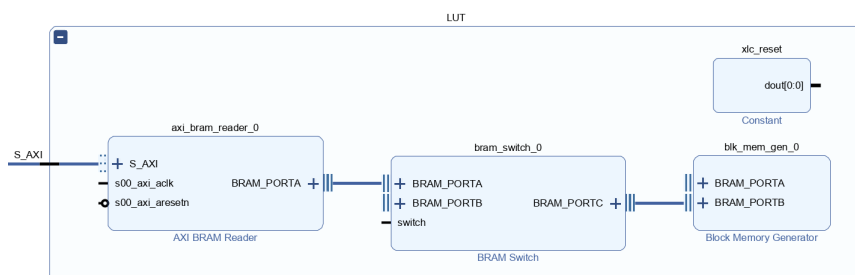 LUT
xlc_reset
dout[0:0]
Constant
axi_bram_reader_0
S_AXI
S_AXI
s00_axi_aclk
BRAM_PORTA
s00_axi_aresetn
AXI BRAM Reader
bram_switch_0
BRAM_PORTA
BRAM_PORTB
BRAM_PORTC
switch
BRAM Switch
blk_mem_gen_0
BRAM_PORTA
BRAM_PORTB
Block Memory Generator